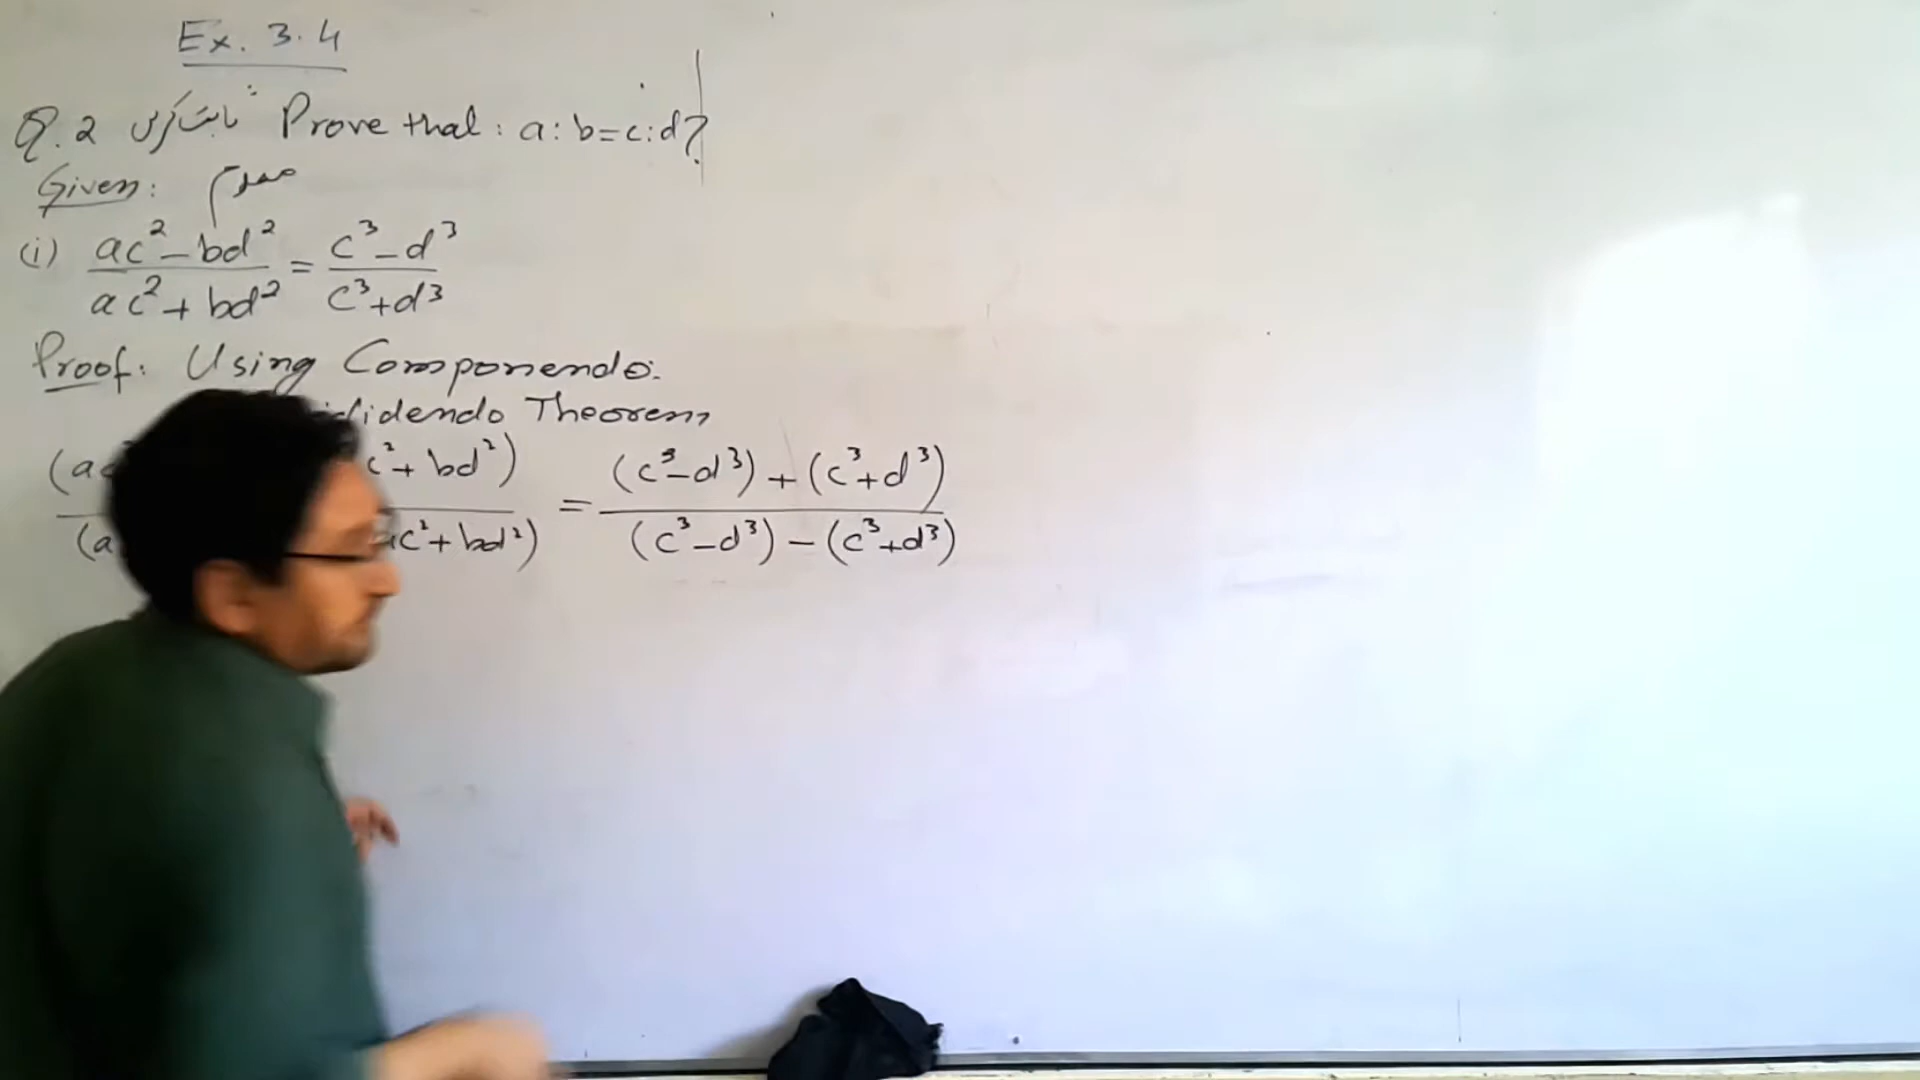 Ex. 3.4
Q.2 ثابت کریں Prove that : a : b = c : d ?
Given: معلوم
(i) ac² - bd² / ac² + bd² = c³ - d³ / c³ + d³
Proof: Using Componendo.
didendo Theorem
c² + bd²) = (c³ - d³) + (c³ + d³)
ac² + bd²) (c³ - d³) - (c³ + d³)